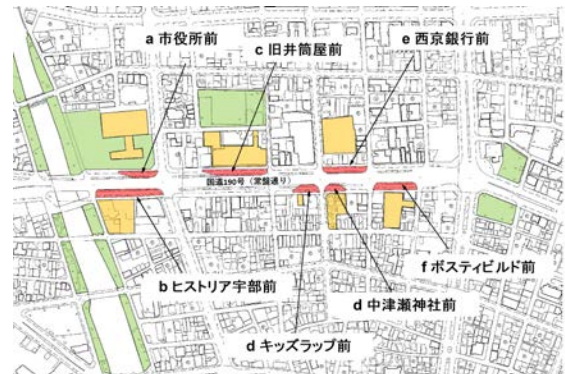 a 市役所前
c 旧井筒屋前
e 西京銀行前
国道190号（常盤通り）
b ヒストリア宇部前
f ポスティビルド前
d 中津瀬神社前
d キッズラップ前